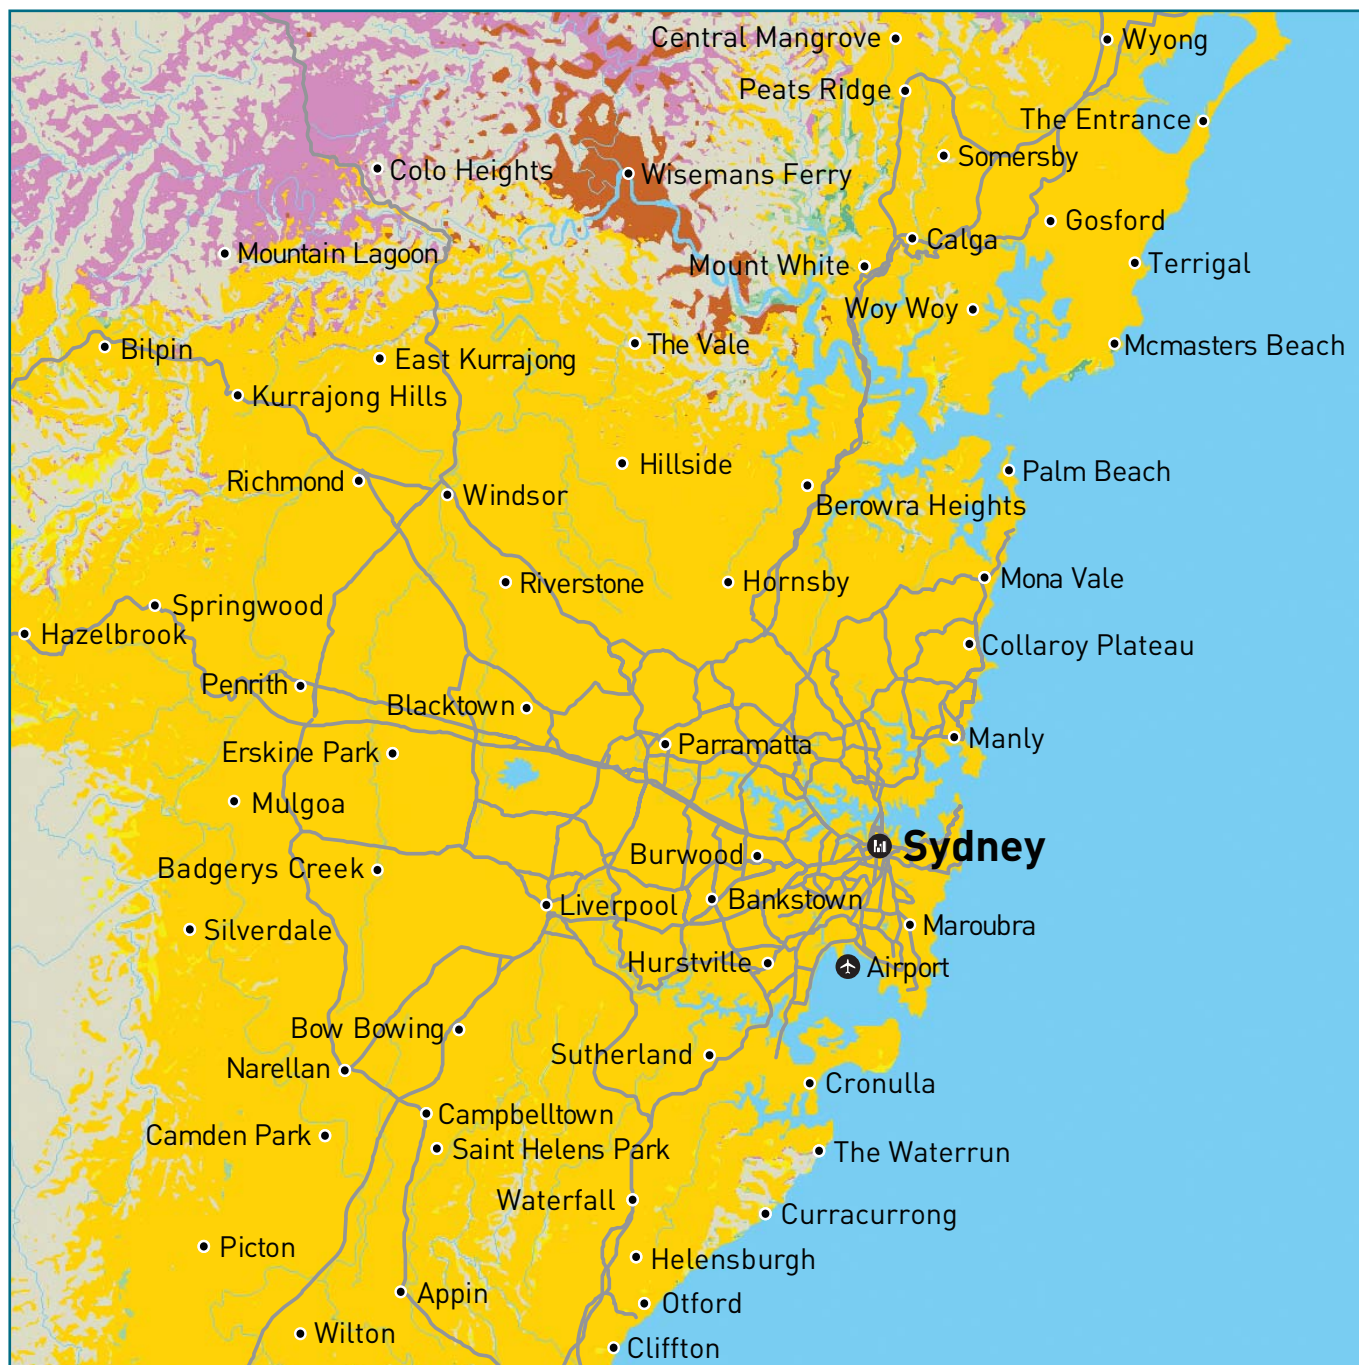 Central Mangrove
Wyong
Peats Ridge
The Entrance
Somersby
Colo Heights
Wisemans Ferry
Gosford
Calga
Mountain Lagoon
Mount White
Terrigal
Woy Woy
Bilpin
East Kurrajong
The Vale
Mcmasters Beach
Kurrajong Hills
Hillside
Palm Beach
Richmond
Windsor
Berowra Heights
Riverstone
Hornsby
Mona Vale
Springwood
Hazelbrook
Collaroy Plateau
Penrith
Blacktown
Parramatta
Manly
Erskine Park
Mulgoa
Sydney
Burwood
Badgerys Creek
Liverpool
Bankstown
Silverdale
Maroubra
Hurstville
Airport
Bow Bowing
Sutherland
Narellan
Cronulla
Campbelltown
Camden Park
Saint Helens Park
The Waterrun
Waterfall
Curracurrong
Picton
Helensburgh
Appin
Otford
Wilton
Cliffton